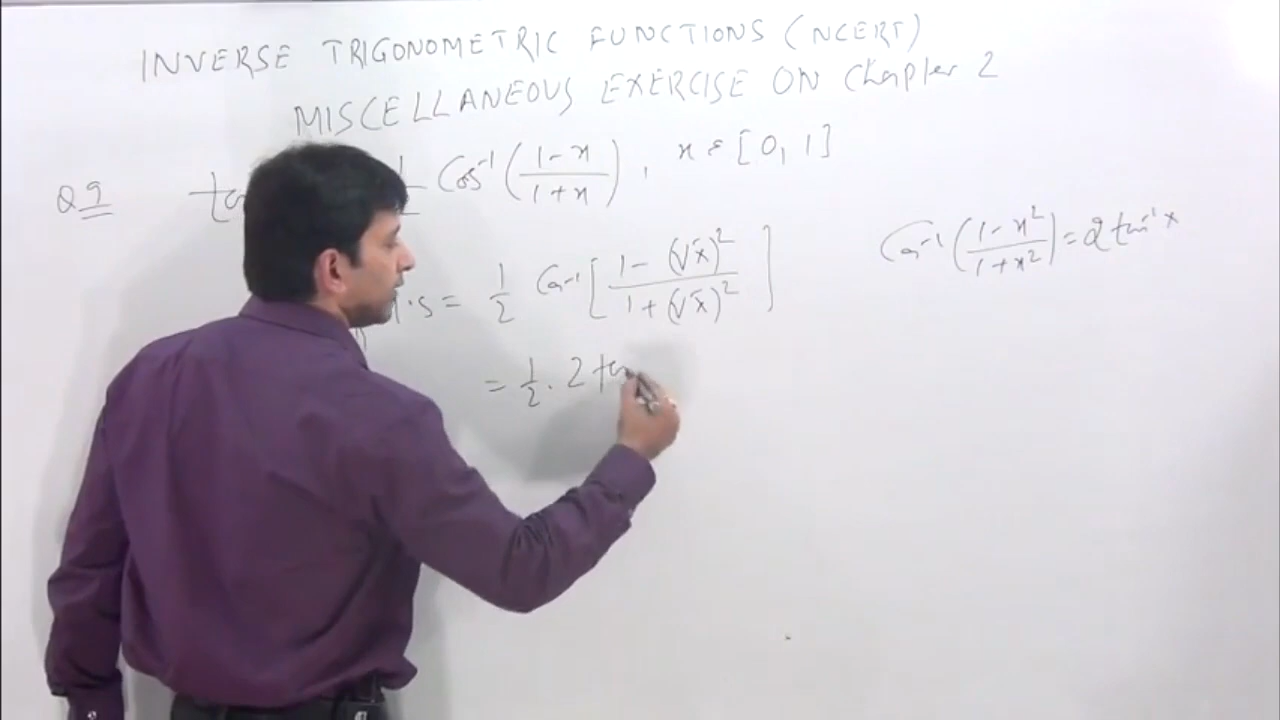 INVERSE TRIGONOMETRIC FUNCTIONS (NCERT)
MISCELLANEOUS EXERCISE ON Chapter 2
Q 9 Cos⁻¹ ( (1-x)/(1+x) ), x ε [0, 1]
Cos⁻¹ ( (1-x²)/(1+x²) ) = 2 tan⁻¹ x
·S = 1/2 Cos⁻¹ [ (1-(√x)²)/(1+(√x)²) ]
= 1/2 · 2